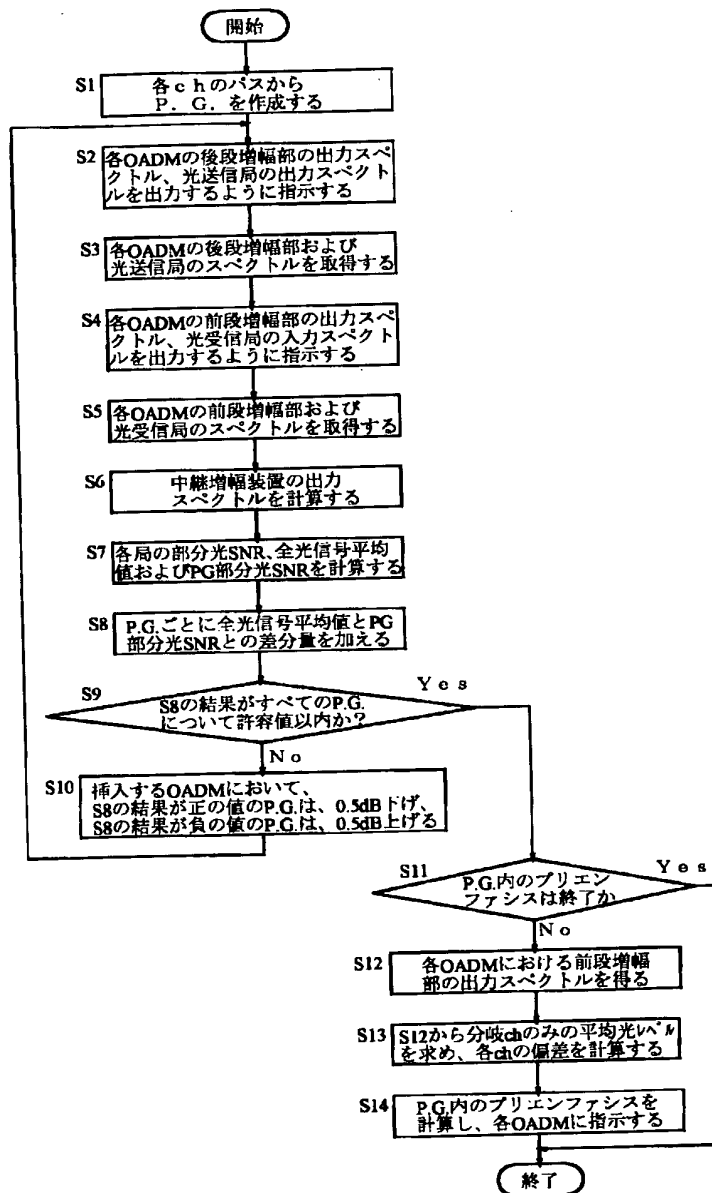 開始
S1
各chのパスから
P. G. を作成する
S2
各OADMの後段増幅部の出力スペ
クトル、光送信局の出力スペクト
ルを出力するように指示する
S3
各OADMの後段増幅部および
光送信局のスペクトルを取得する
S4
各OADMの前段増幅部の出力スペ
クトル、光受信局の入力スペクト
ルを出力するように指示する
S5
各OADMの前段増幅部および
光受信局のスペクトルを取得する
S6
中継増幅装置の出力
スペクトルを計算する
S7
各局の部分光SNR、全光信号平均
値およびPG部分光SNRを計算する
S8
P.G.ごとに全光信号平均値とPG
部分光SNRとの差分量を加える
S9
S8の結果がすべてのP.G.
について許容値以内か？
Yes
No
S10
挿入するOADMにおいて、
S8の結果が正の値のP.G.は、0.5dB下げ、
S8の結果が負の値のP.G.は、0.5dB上げる
S11
P.G.内のプリエン
ファシスは終了か
Yes
No
S12
各OADMにおける前段増幅
部の出力スペクトルを得る
S13
S12から分岐chのみの平均光ﾚﾍﾞﾙ
を求め、各chの偏差を計算する
S14
P.G.内のプリエンファシスを
計算し、各OADMに指示する
終了